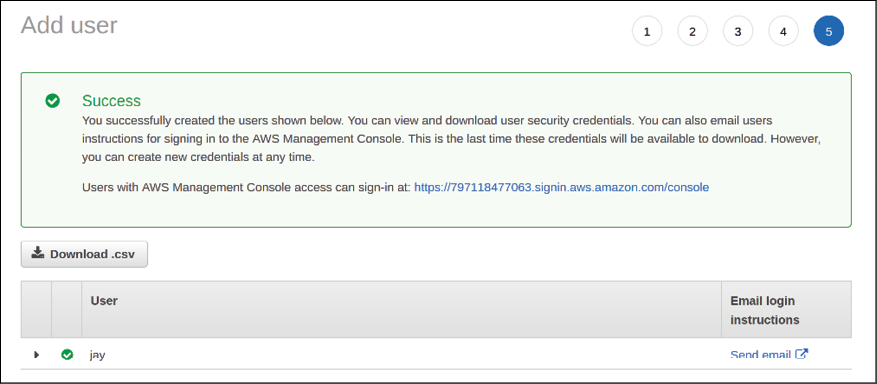 Add user
1 2 3 4 5
Success
You successfully created the users shown below. You can view and download user security credentials. You can also email users
instructions for signing in to the AWS Management Console. This is the last time these credentials will be available to download. However,
you can create new credentials at any time.
Users with AWS Management Console access can sign-in at: https://797118477063.signin.aws.amazon.com/console
Download .csv
User
Email login
instructions
jay
Send email